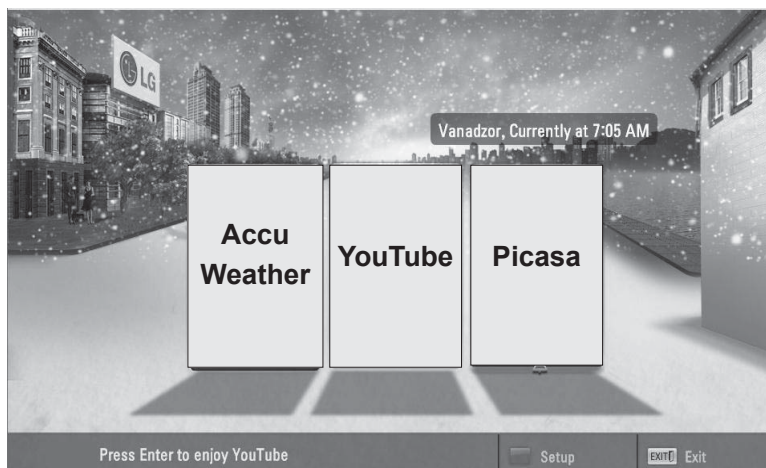 LG
Vanadzor, Currently at 7:05 AM
Accu
Weather
YouTube
Picasa
Press Enter to enjoy YouTube
Setup
EXIT Exit